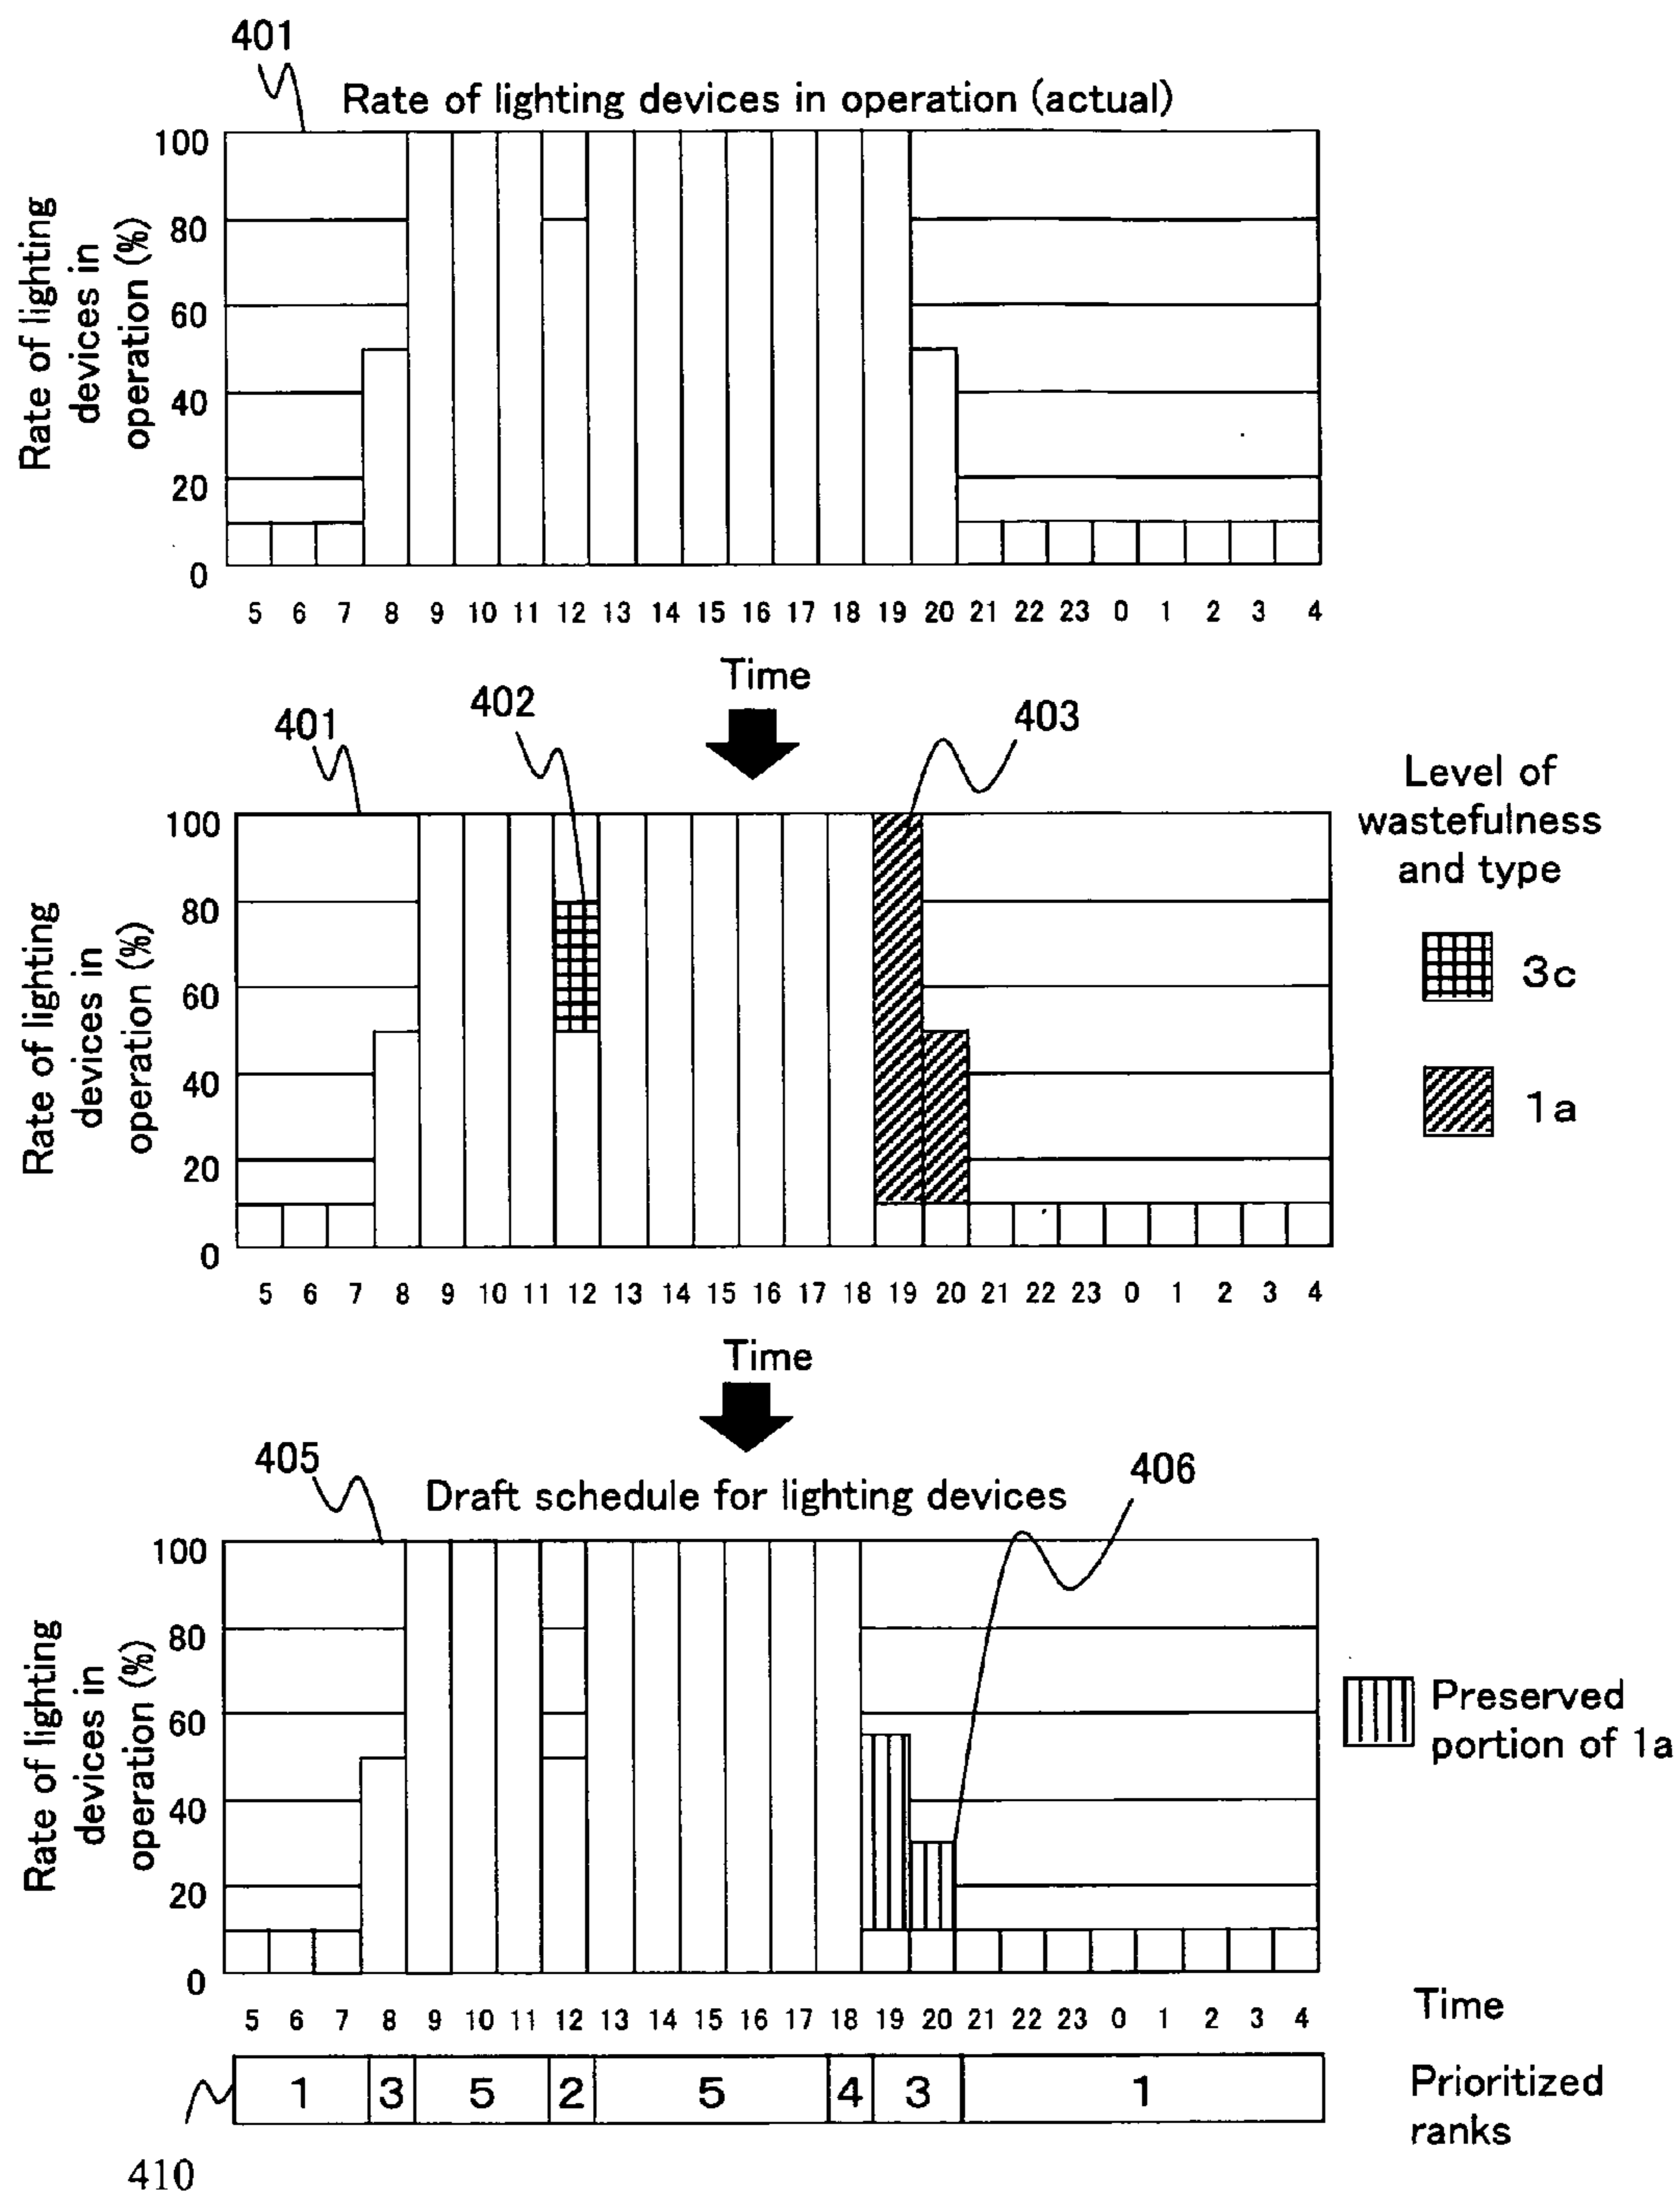 401
Rate of lighting devices in operation (actual)
Rate of lighting
devices in
operation (%)
100
80
60
40
20
0
5 6 7 8 9 10 11 12 13 14 15 16 17 18 19 20 21 22 23 0 1 2 3 4
Time
401
402
403
Level of
wastefulness
and type
3c
1a
Rate of lighting
devices in
operation (%)
100
80
60
40
20
0
5 6 7 8 9 10 11 12 13 14 15 16 17 18 19 20 21 22 23 0 1 2 3 4
Time
405
Draft schedule for lighting devices
406
Rate of lighting
devices in
operation (%)
100
80
60
40
20
0
Preserved
portion of 1a
5 6 7 8 9 10 11 12 13 14 15 16 17 18 19 20 21 22 23 0 1 2 3 4
Time
1 3 5 2 5 4 3 1
Prioritized
ranks
410